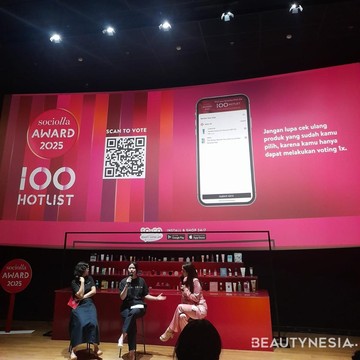 sociolla
AWARD
2025
100
HOTLIST
SCAN TO VOTE
100
Jangan lupa cek ulang
produk yang sudah kamu
pilih, karena kamu hanya
dapat melakukan voting 1x.
sociolla
AWARD
2025
BEAUTYNESIA.